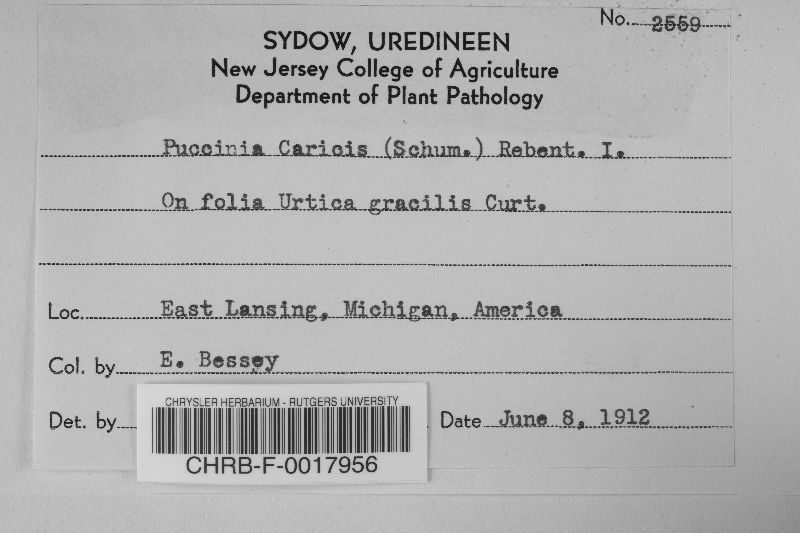 No. 2559
SYDOW, UREDINEEN
New Jersey College of Agriculture
Department of Plant Pathology
Puccinia Caricis (Schum.) Rebent. I.
On folia Urtica gracilis Curt.
Loc. East Lansing, Michigan, America
Col. by E. Bessey
Det. by
Date June 8, 1912
CHRYSLER HERBARIUM - RUTGERS UNIVERSITY
CHRB-F-0017956